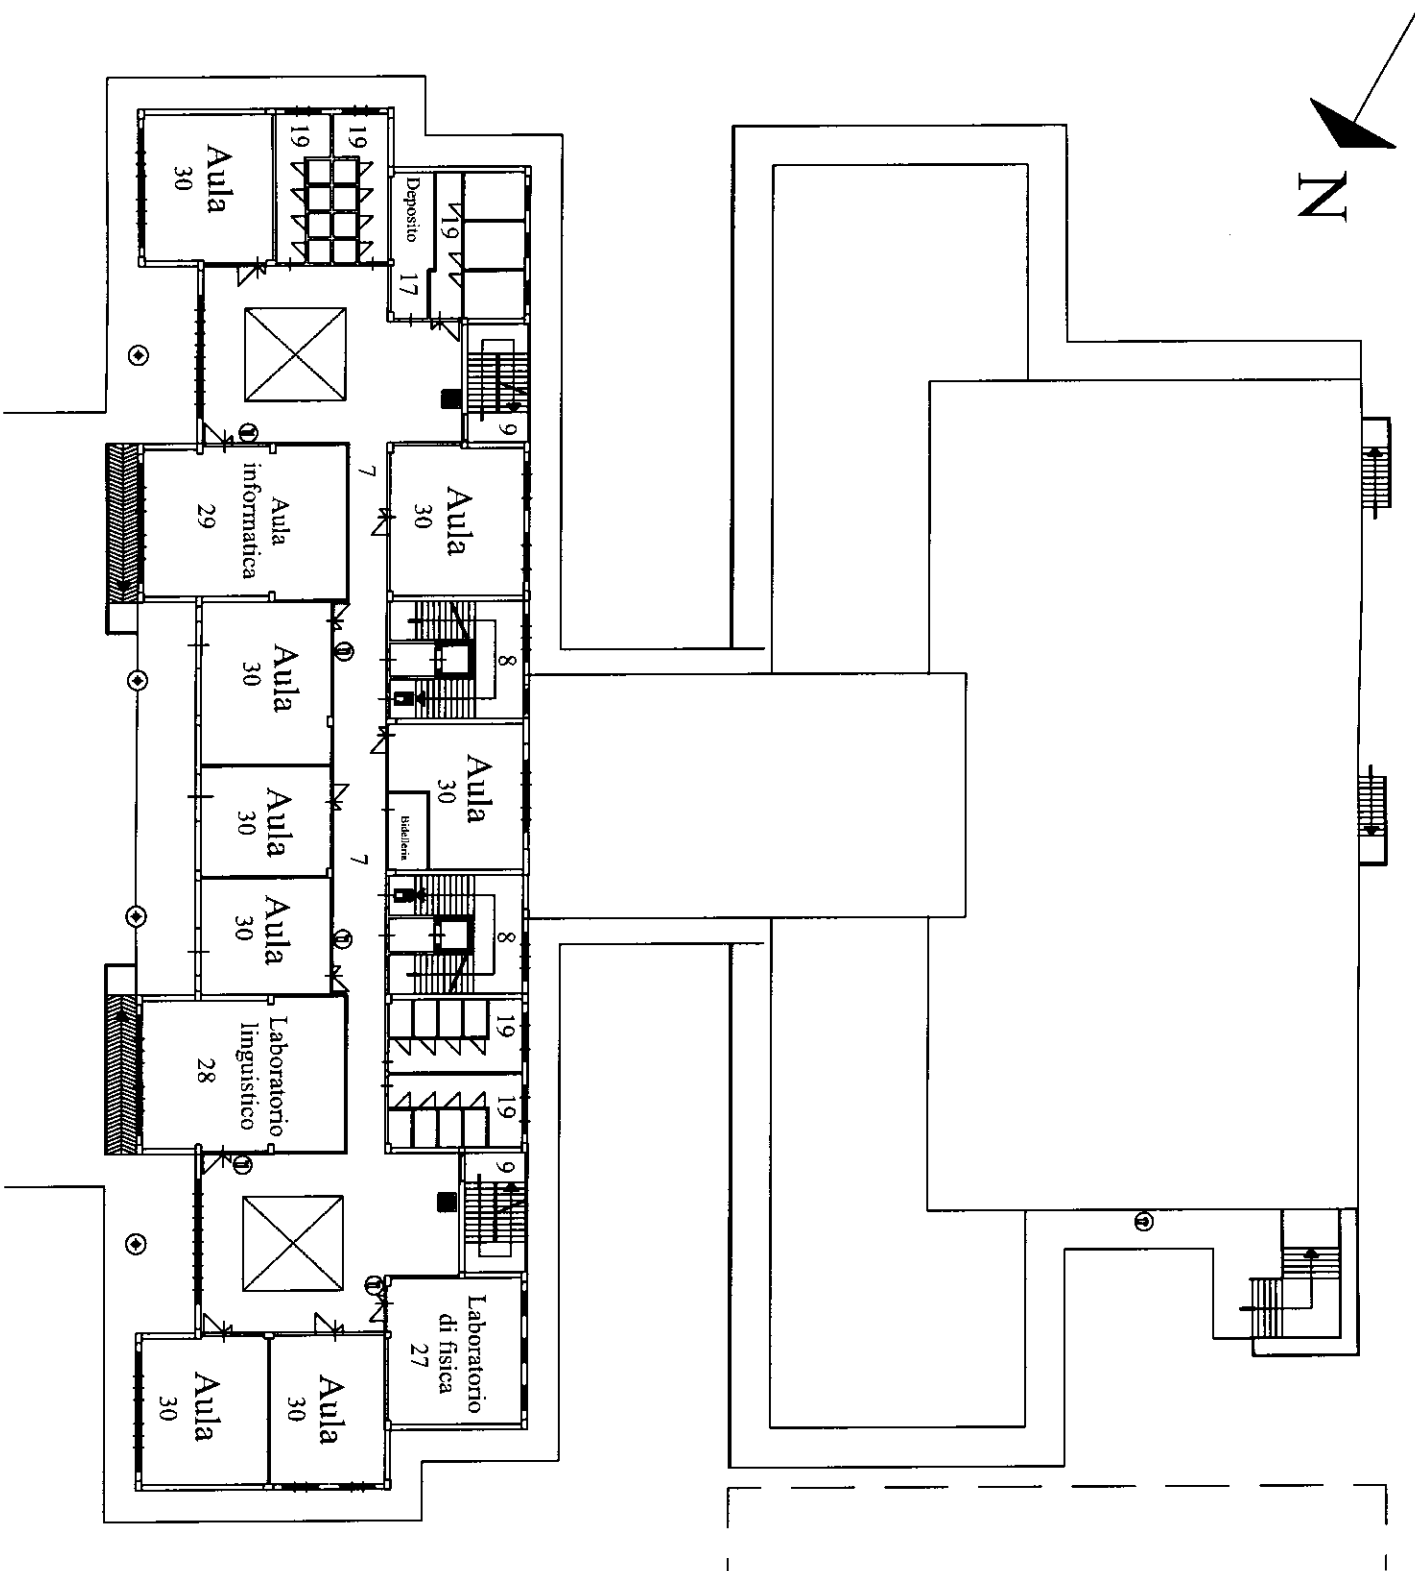 N
Aula
30
19
19
Deposito
17
19
9
Aula
informatica
29
7
Aula
30
Aula
30
8
Aula
30
Bidelleria
Aula
30
7
Aula
30
8
Laboratorio
linguistico
28
19
19
9
Laboratorio
di fisica
27
Aula
30
Aula
30